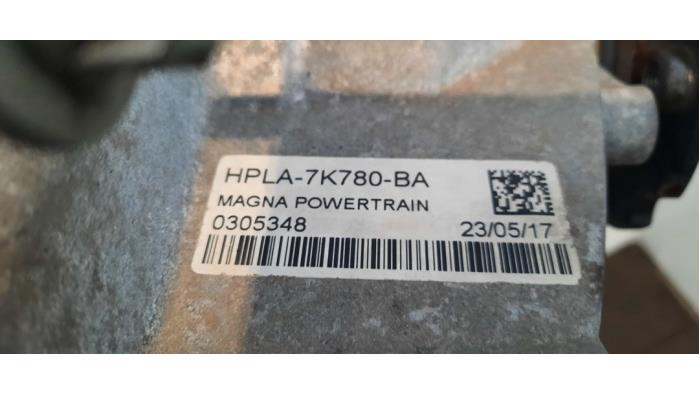 HPLA-7K780-BA
MAGNA POWERTRAIN
0305348 23/05/17